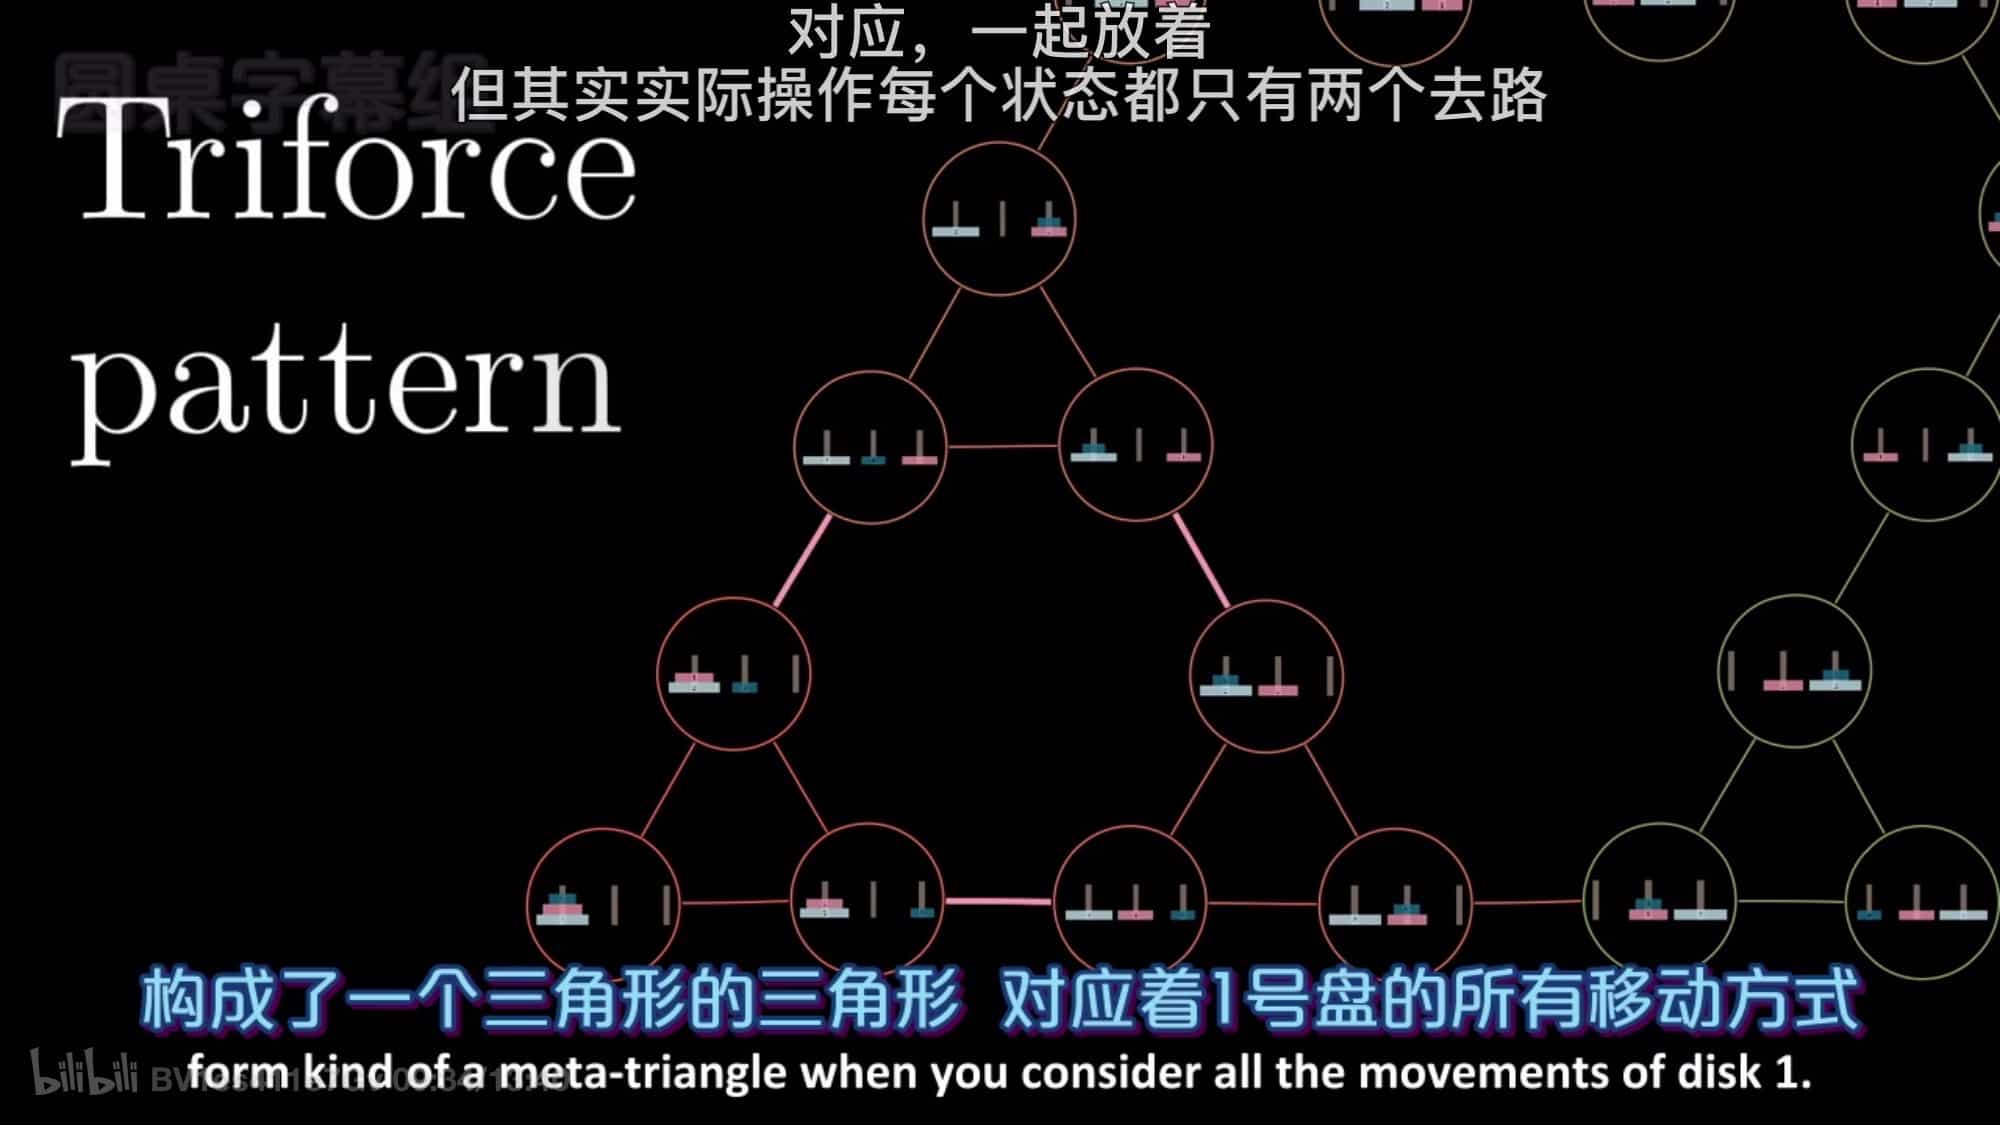 对应，一起放着
但其实实际操作每个状态都只有两个去路
圆桌字幕组
Triforce
pattern
构成了一个三角形的三角形 对应着1号盘的所有移动方式
form kind of a meta-triangle when you consider all the movements of disk 1.
bilibili